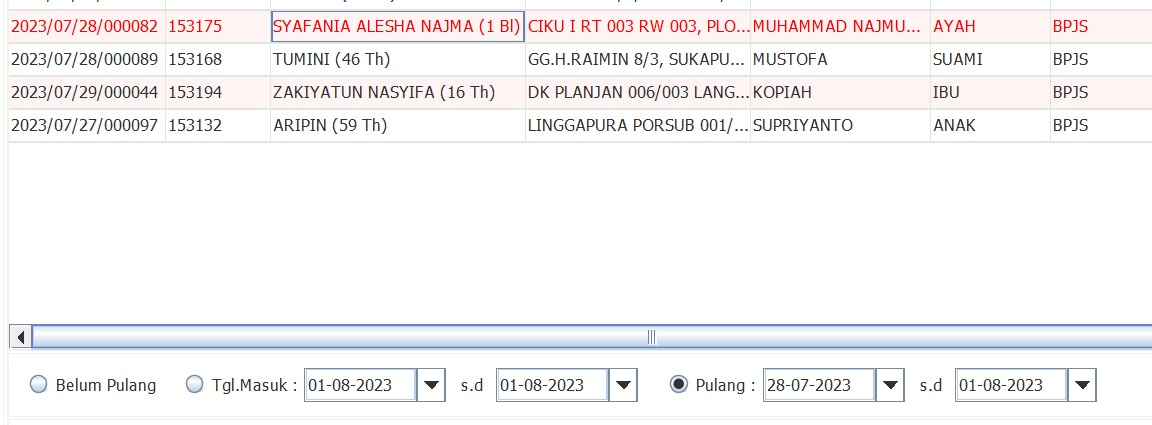 2023/07/28/000082 153175 SYAFANIA ALESHA NAJMA (1 Bl) CIKU I RT 003 RW 003, PLO... MUHAMMAD NAJMU... AYAH BPJS
2023/07/28/000089 153168 TUMINI (46 Th) GG.H.RAIMIN 8/3, SUKAPU... MUSTOFA SUAMI BPJS
2023/07/29/000044 153194 ZAKIYATUN NASYIFA (16 Th) DK PLANJAN 006/003 LANG... KOPIAH IBU BPJS
2023/07/27/000097 153132 ARIPIN (59 Th) LINGGAPURA PORSUB 001/... SUPRIYANTO ANAK BPJS
Belum Pulang Tgl.Masuk : 01-08-2023 s.d 01-08-2023 Pulang : 28-07-2023 s.d 01-08-2023